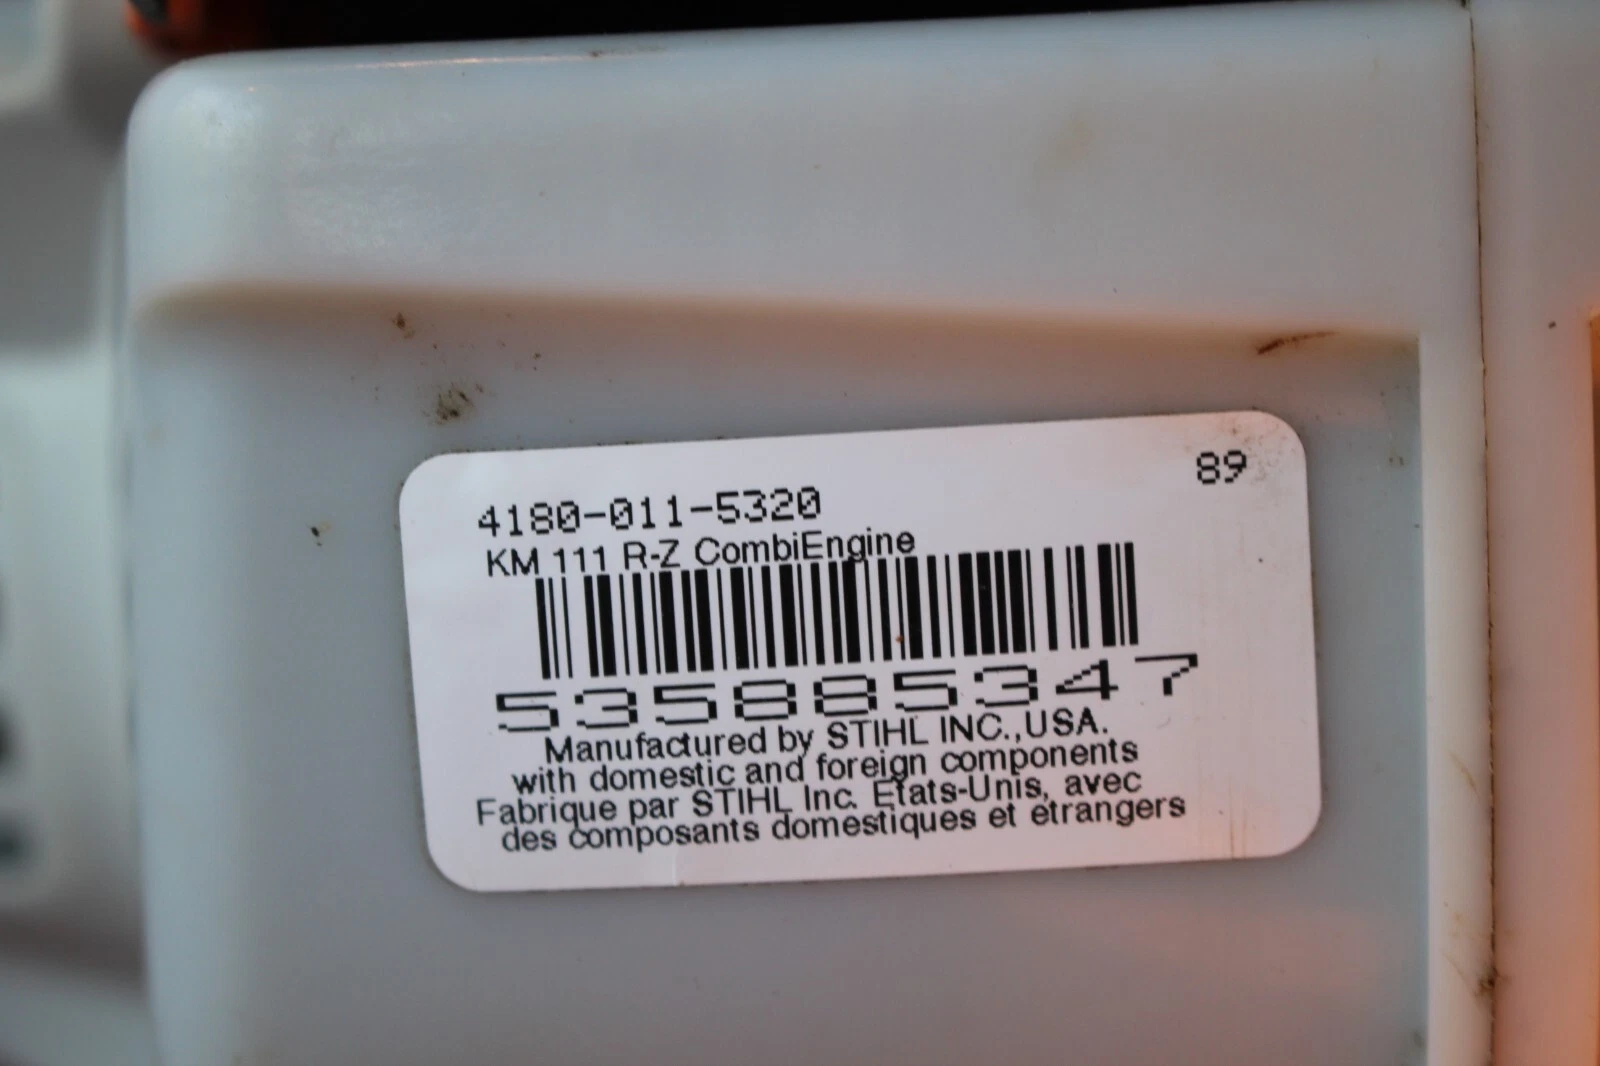 89
4180-011-5320
KM 111 R-Z CombiEngine
535885347
Manufactured by STIHL INC.,USA.
with domestic and foreign components
Fabrique par STIHL Inc. Etats-Unis, avec
des composants domestiques et etrangers